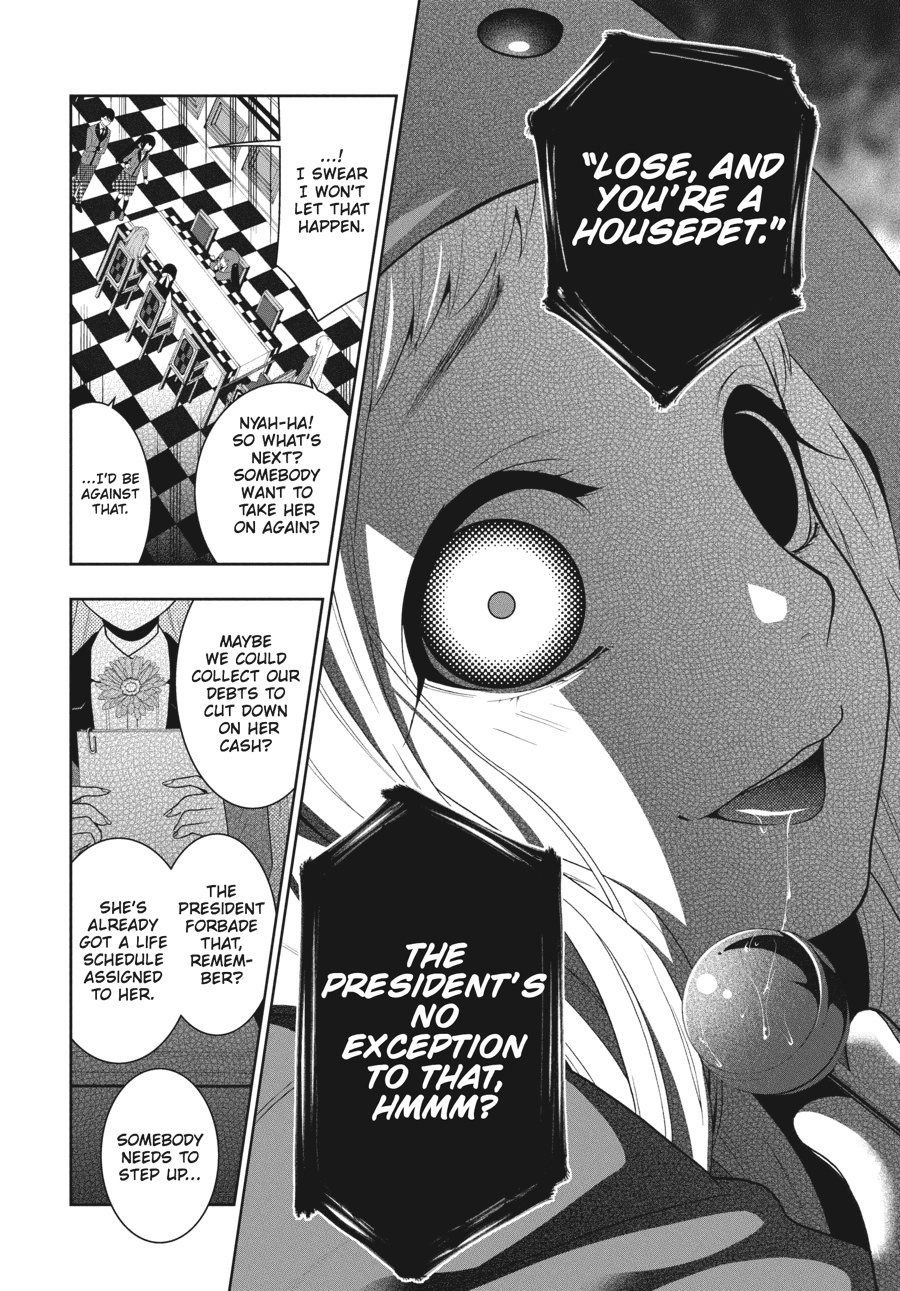 "LOSE, AND
YOU'RE A
HOUSEPET."
THE
PRESIDENT'S
NO
EXCEPTION
TO THAT,
HMMM?
...!
I SWEAR
I WON'T
LET THAT
HAPPEN.
NYAH-HA!
SO WHAT'S
NEXT?
SOMEBODY
WANT TO
TAKE HER
ON AGAIN?
...I'D BE
AGAINST
THAT.
MAYBE
WE COULD
COLLECT OUR
DEBTS TO
CUT DOWN
ON HER
CASH?
THE
PRESIDENT
FORBADE
THAT,
REMEM-
BER?
SHE'S
ALREADY
GOT A LIFE
SCHEDULE
ASSIGNED
TO HER.
SOMEBODY
NEEDS TO
STEP UP...